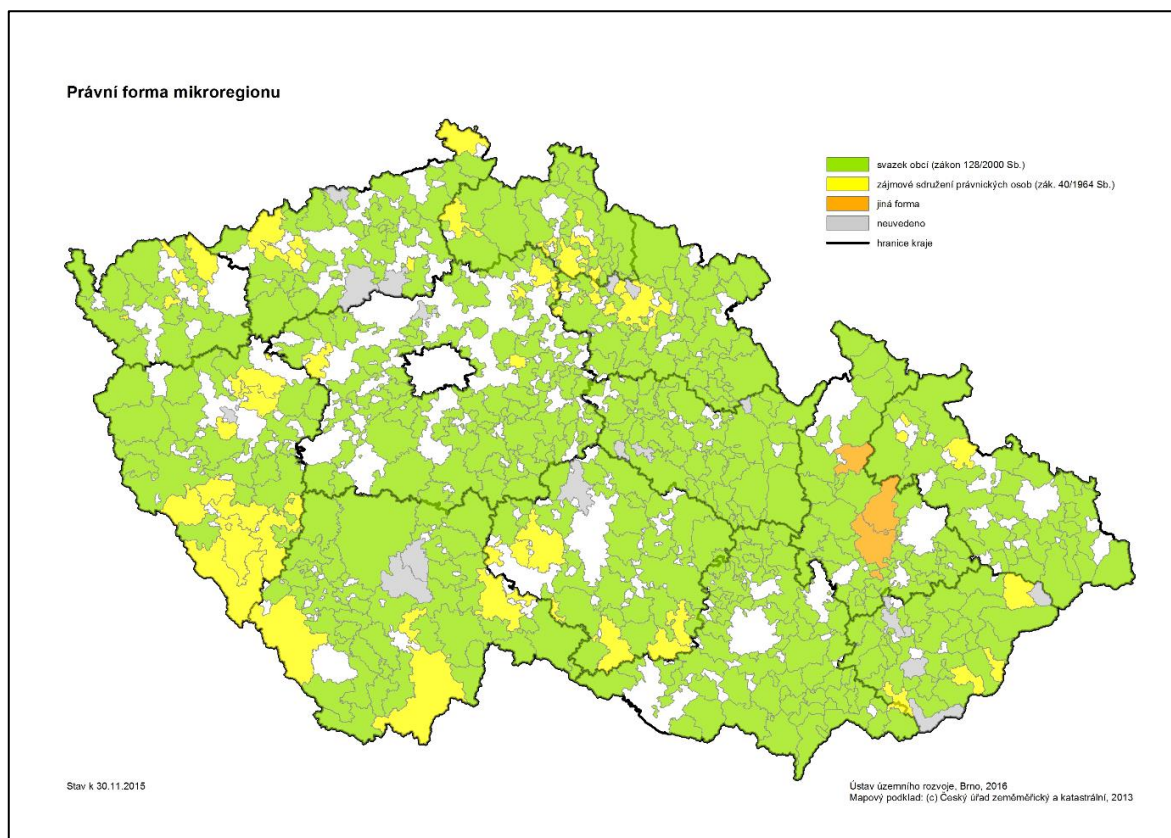 Právní forma mikroregionu
svazek obcí (zákon 128/2000 Sb.)
zájmové sdružení právnických osob (zák. 40/1964 Sb.)
jiná forma
neuvedeno
hranice kraje
Stav k 30.11.2015
Ústav územního rozvoje, Brno, 2016
Mapový podklad: (c) Český úřad zeměměřický a katastrální, 2013